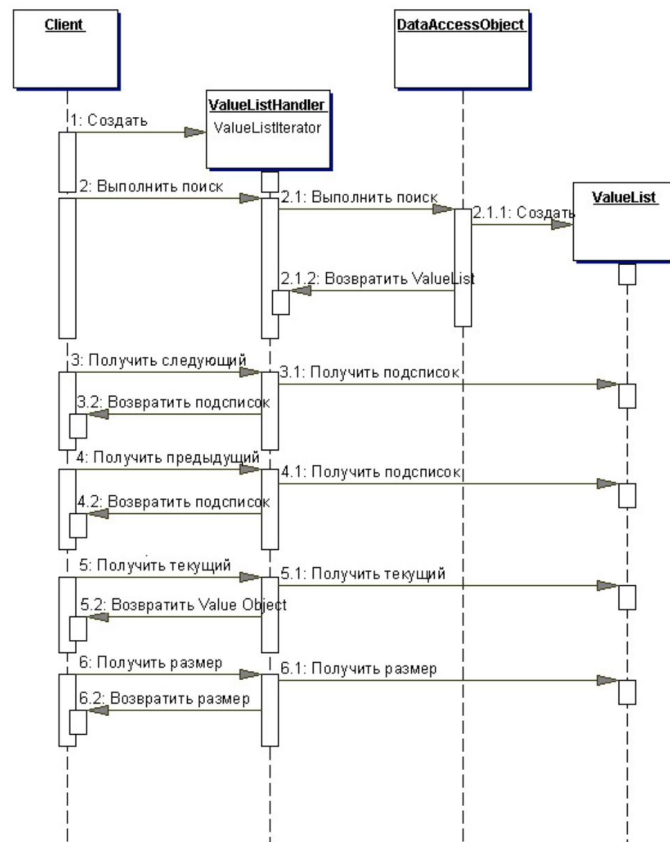 Client
DataAccessObject
ValueListHandler
ValueListIterator
1: Создать
2: Выполнить поиск
2.1: Выполнить поиск
2.1.1: Создать
ValueList
2.1.2: Возвратить ValueList
3: Получить следующий
3.1: Получить подсписок
3.2: Возвратить подсписок
4: Получить предыдущий
4.1: Получить подсписок
4.2: Возвратить подсписок
5: Получить текущий
5.1: Получить текущий
5.2: Возвратить Value Object
6: Получить размер
6.1: Получить размер
6.2: Возвратить размер